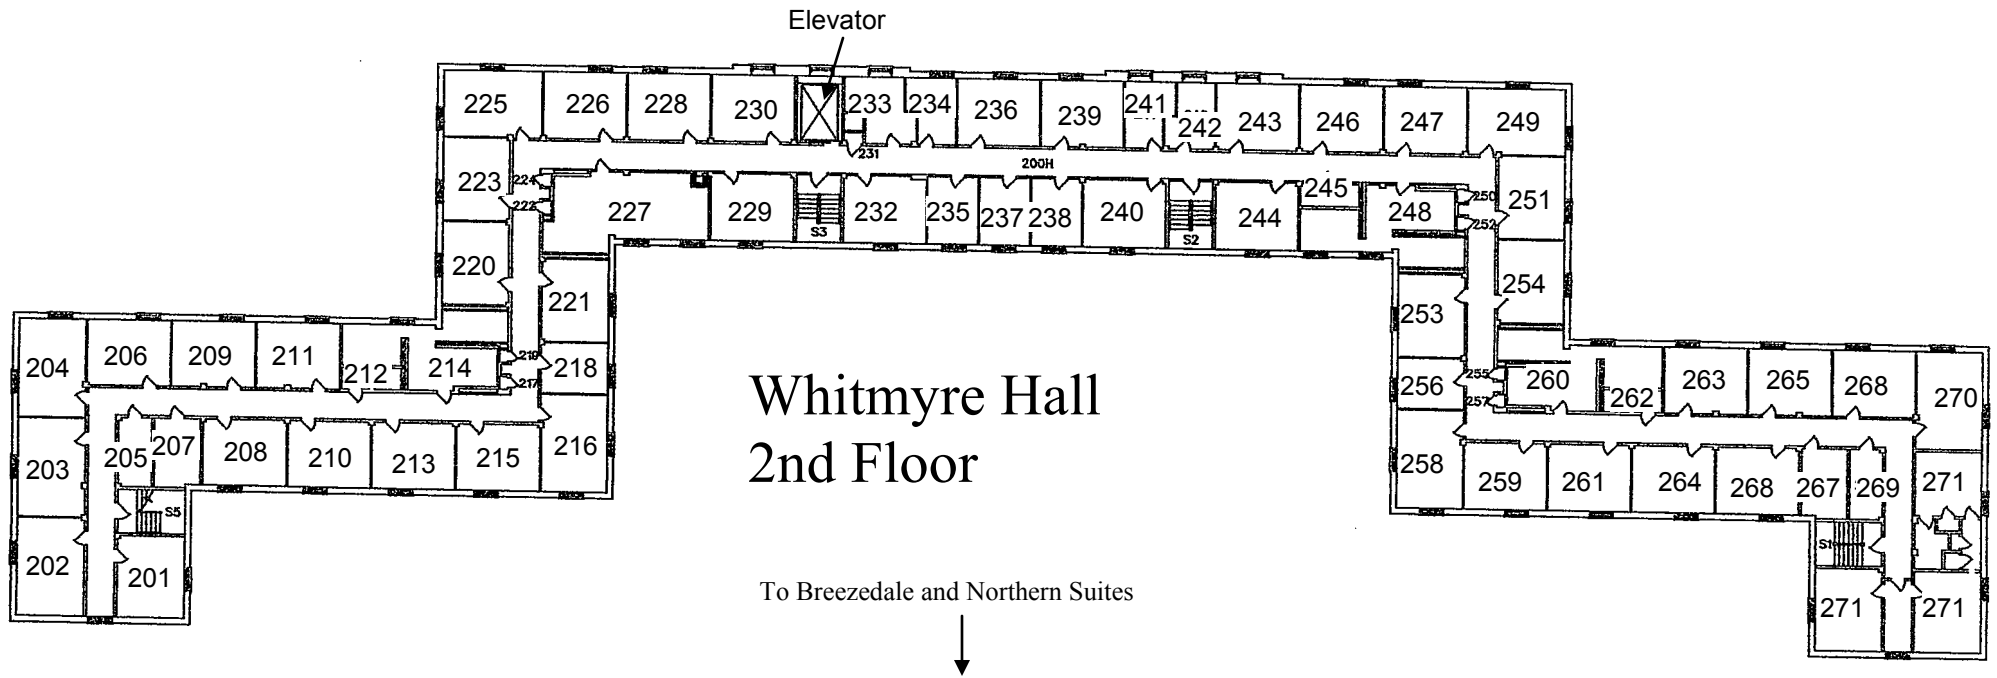 Elevator
225 226 228 230 233 234 236 239 241 242 243 246 247 249
231
200H
223 224 222 227 229 S3 232 235 237 238 240 S2 244 245 248 250 252 251
220 221 254 253
204 206 209 211 212 214 219 217 218 256 255 257 260 262 263 265 268 270
Whitmyre Hall
2nd Floor
203 205 207 208 210 213 215 216 258 259 261 264 268 267 269 271
S5 S1
202 201 271 271
To Breezedale and Northern Suites